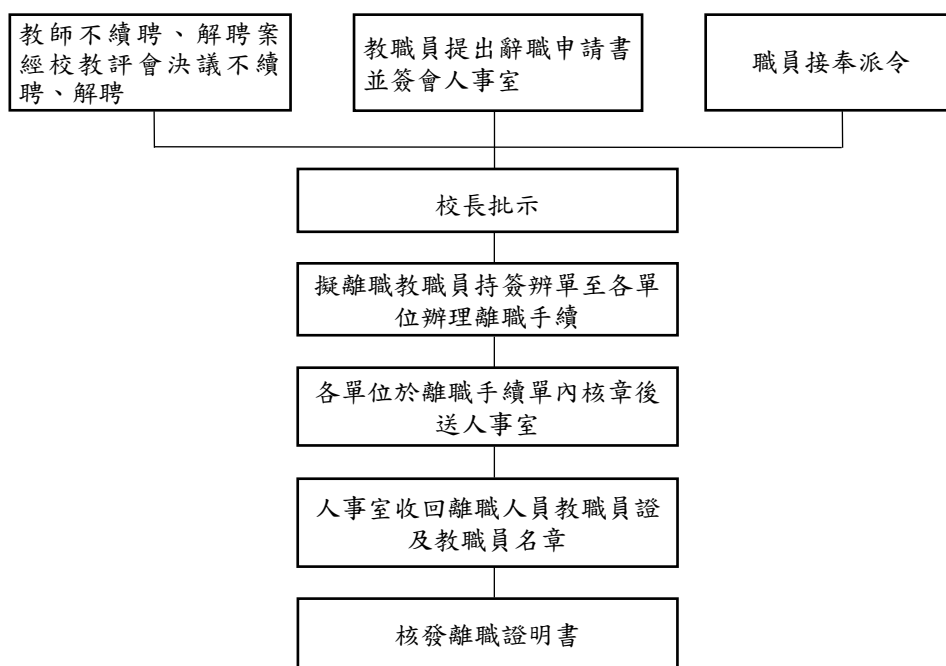 教師不續聘、解聘案
經校教評會決議不續
聘、解聘
教職員提出辭職申請書
並簽會人事室
職員接奉派令
校長批示
擬離職教職員持簽辨單至各單
位辦理離職手續
各單位於離職手續單內核章後
送人事室
人事室收回離職人員教職員證
及教職員名章
核發離職證明書